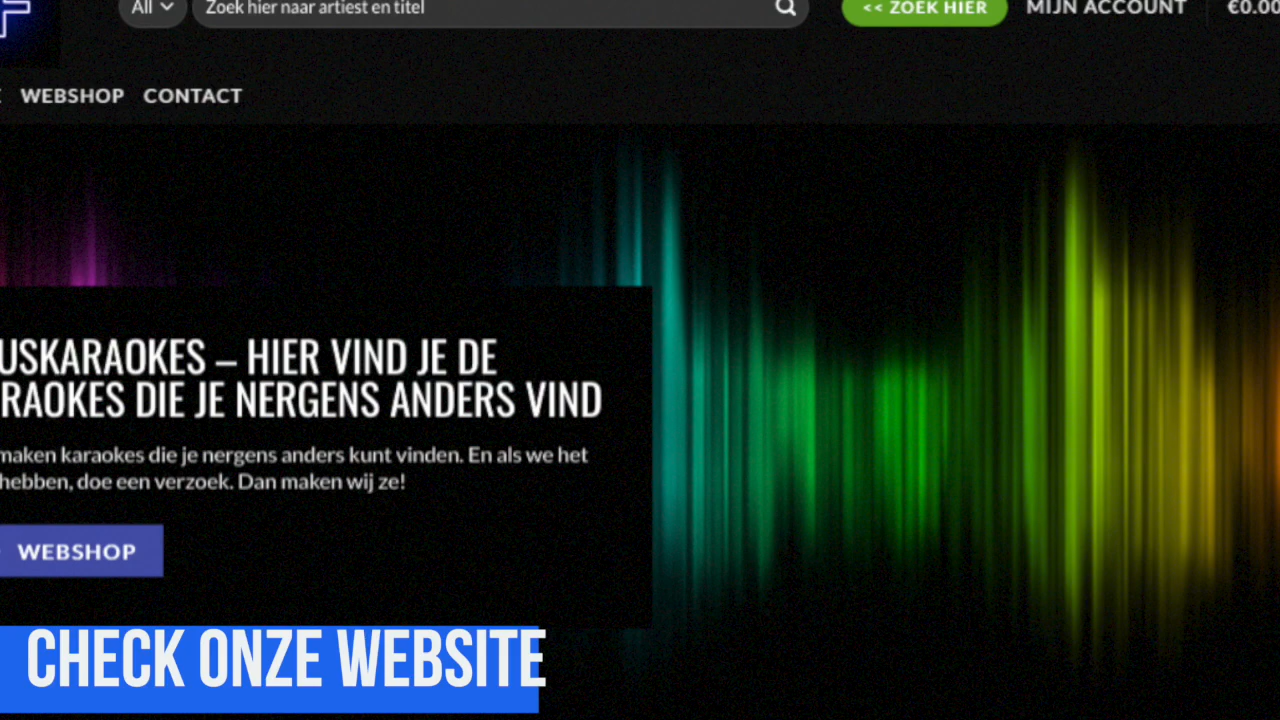 All Zoek hier naar artiest en titel << ZOEK HIER MIJN ACCOUNT €0.00
WEBSHOP CONTACT
USKARAOKES – HIER VIND JE DE
RAOKES DIE JE NERGENS ANDERS VIND
maken karaokes die je nergens anders kunt vinden. En als we het
hebben, doe een verzoek. Dan maken wij ze!
WEBSHOP
CHECK ONZE WEBSITE